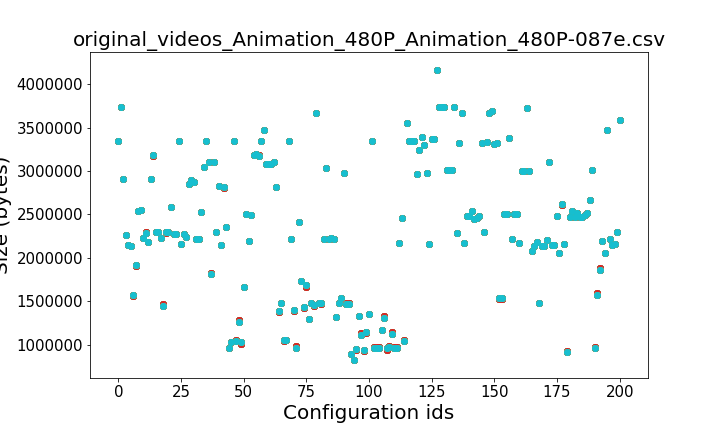 original_videos_Animation_480P_Animation_480P-087e.csv
Size (bytes)
4000000
3500000
3000000
2500000
2000000
1500000
1000000
0 25 50 75 100 125 150 175 200
Configuration ids